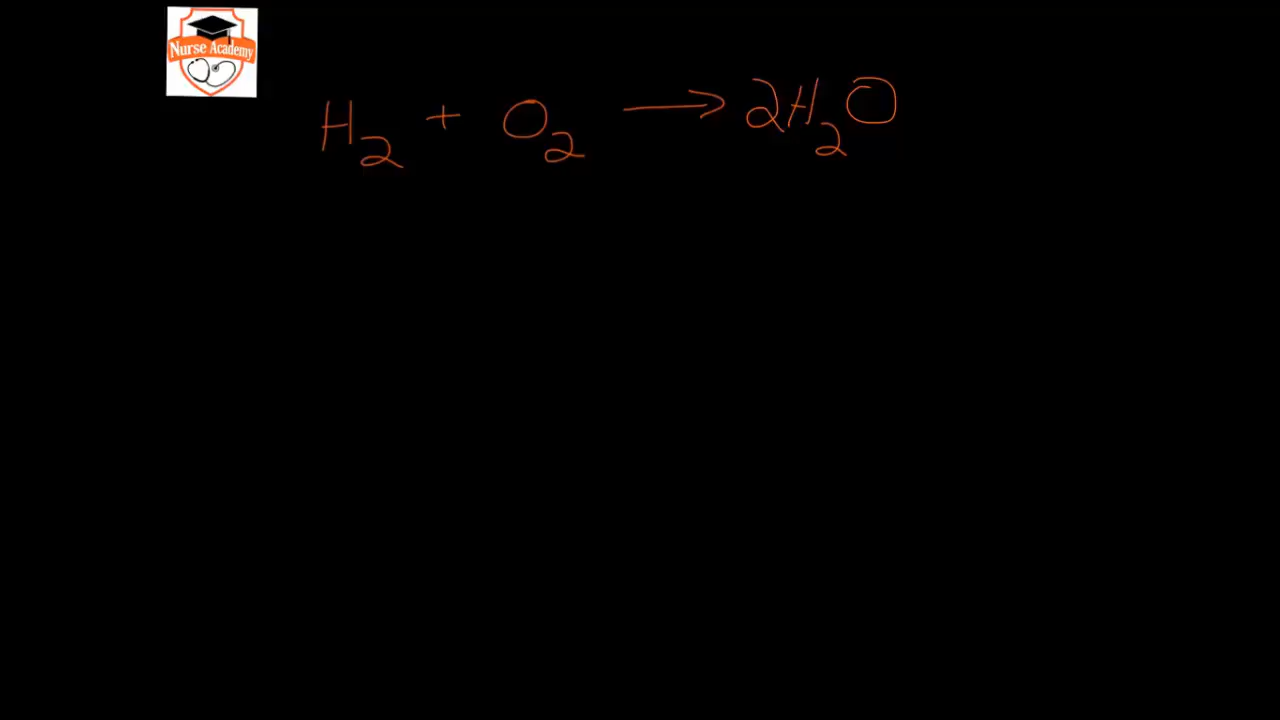 Nurse Academy
H₂ + O₂ → 2H₂O